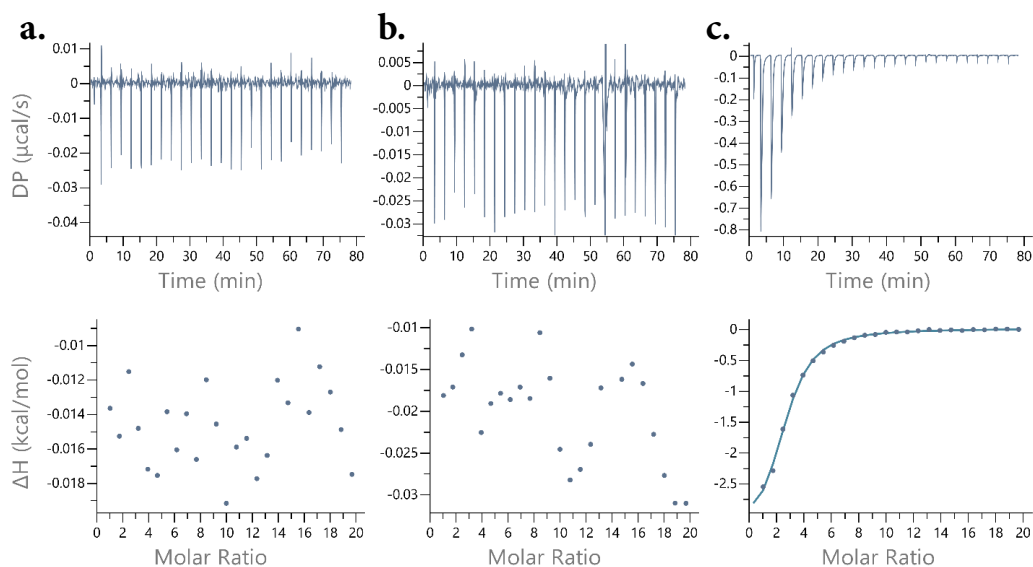 a. b. c.
DP (μcal/s)
0.01
0
-0.01
-0.02
-0.03
-0.04
0 10 20 30 40 50 60 70 80
Time (min)
0.005
0.000
-0.005
-0.01
-0.015
-0.02
-0.025
-0.03
0 10 20 30 40 50 60 70 80
Time (min)
0
-0.1
-0.2
-0.3
-0.4
-0.5
-0.6
-0.7
-0.8
0 10 20 30 40 50 60 70 80
Time (min)
ΔH (kcal/mol)
-0.01
-0.012
-0.014
-0.016
-0.018
0 2 4 6 8 10 12 14 16 18 20
Molar Ratio
-0.01
-0.02
-0.03
0 2 4 6 8 10 12 14 16 18 20
Molar Ratio
0
-0.5
-1
-1.5
-2
-2.5
0 2 4 6 8 10 12 14 16 18 20
Molar Ratio